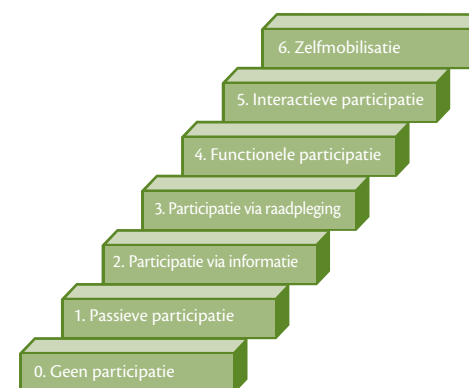 6. Zelfmobilisatie
5. Interactieve participatie
4. Functionele participatie
3. Participatie via raadpleging
2. Participatie via informatie
1. Passieve participatie
0. Geen participatie